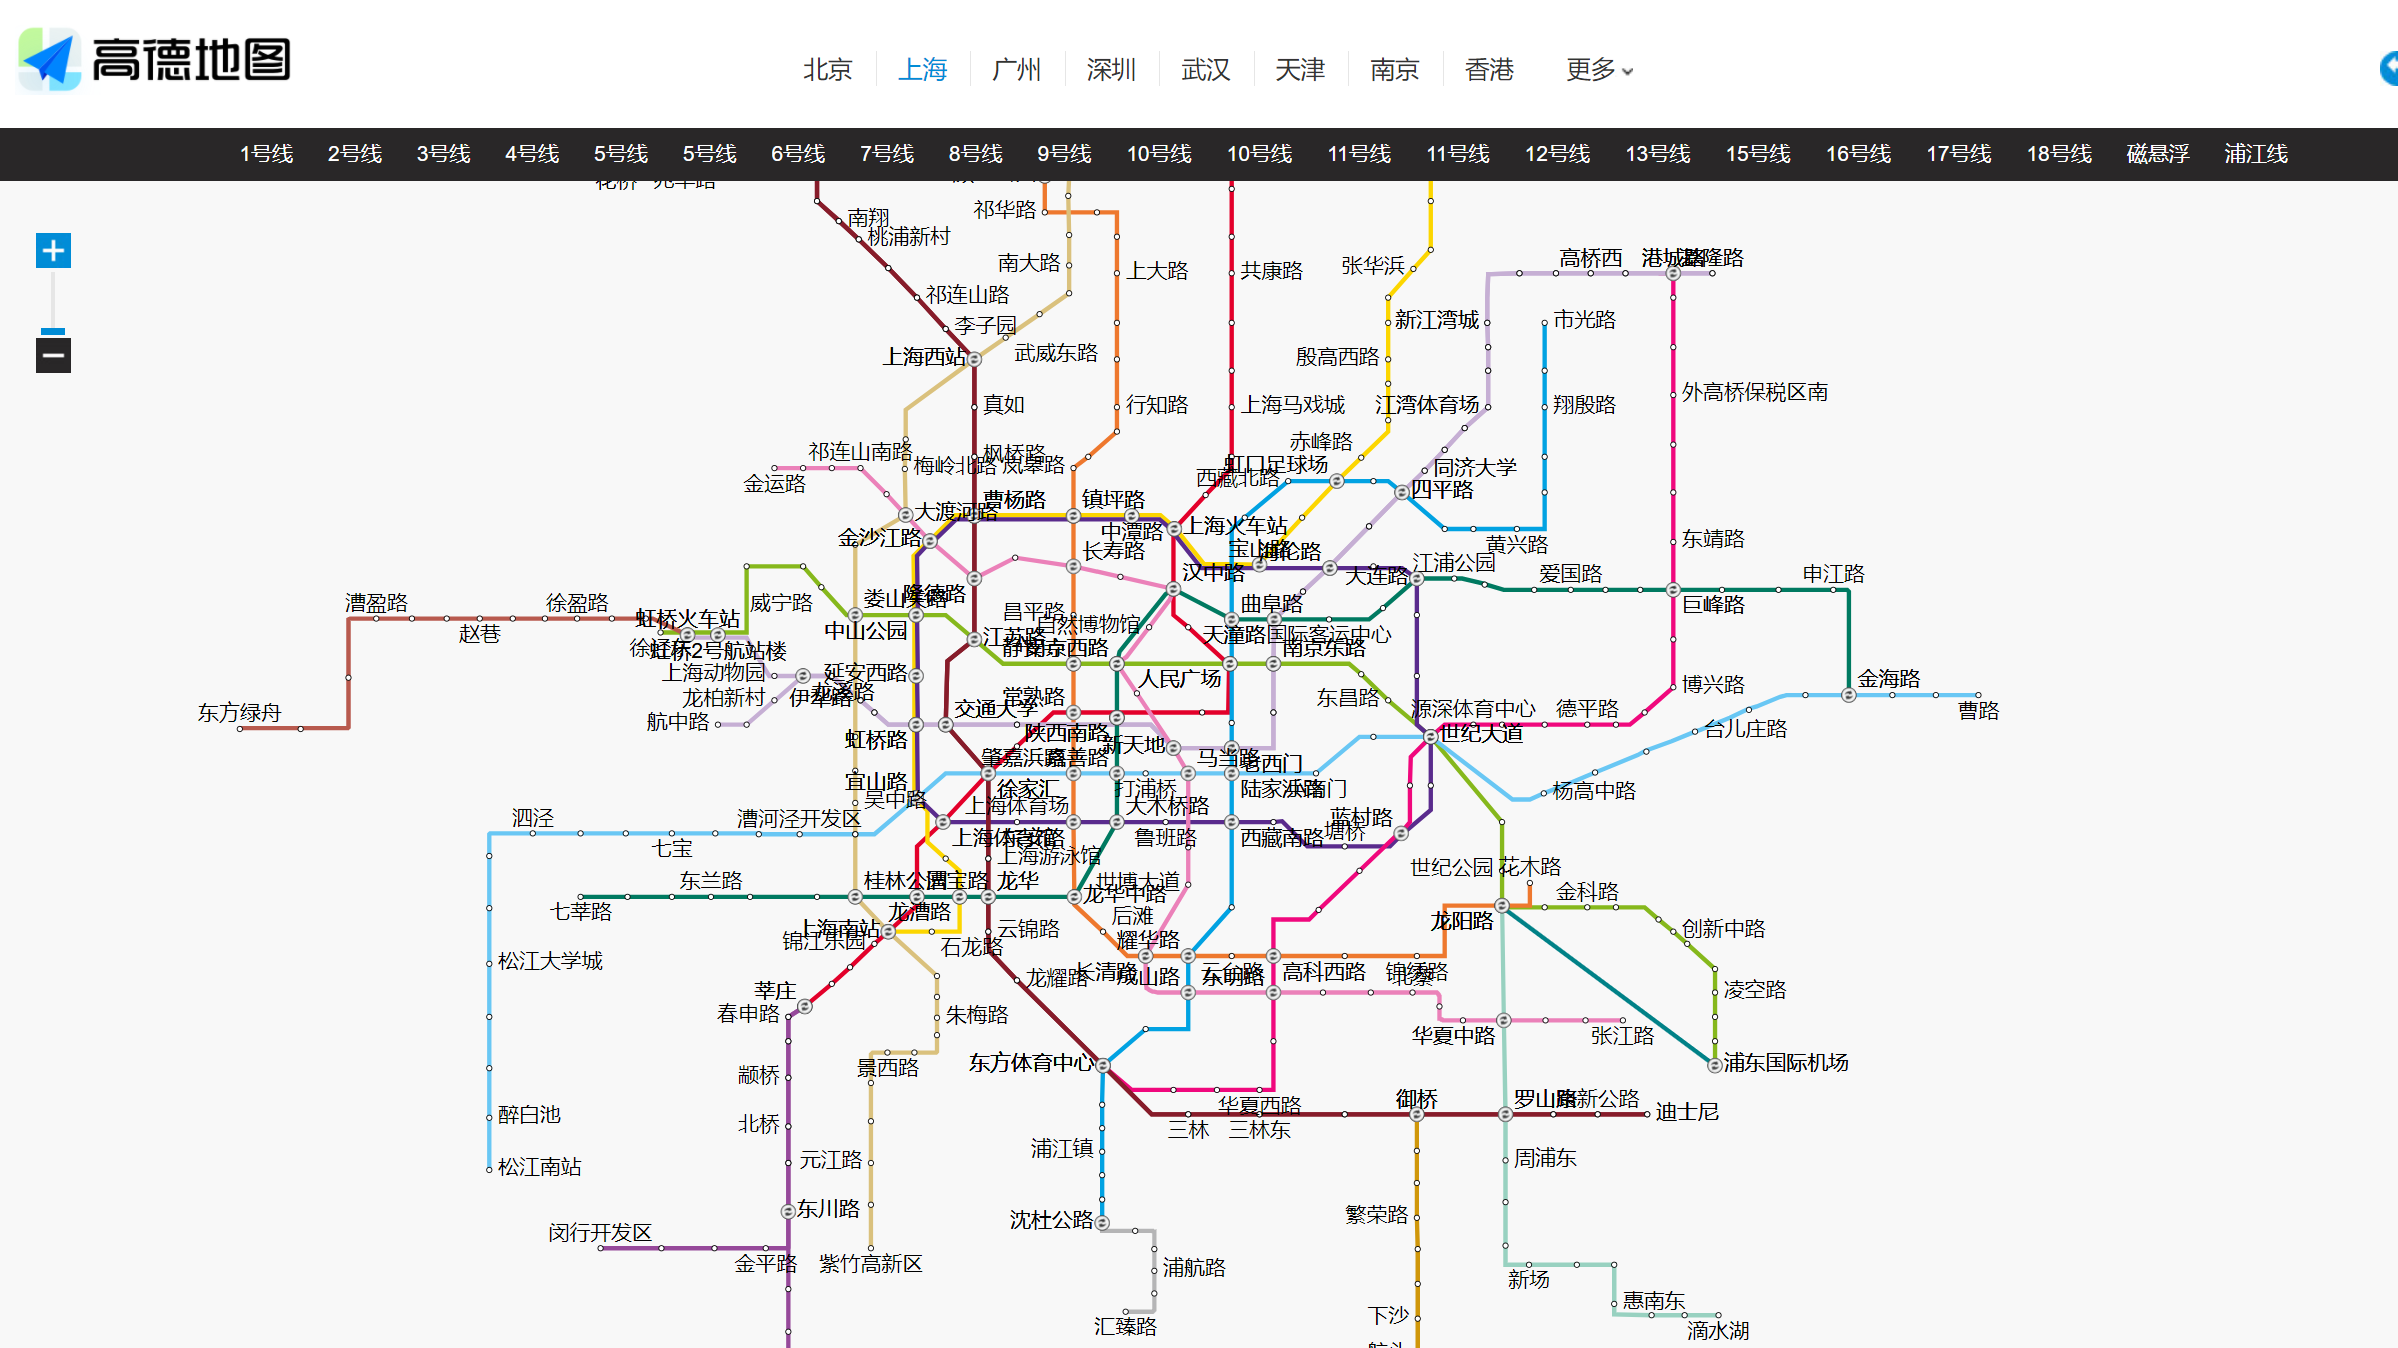 高德地图
北京 上海 广州 深圳 武汉 天津 南京 香港 更多
1号线 2号线 3号线 4号线 5号线 5号线 6号线 7号线 8号线 9号线 10号线 10号线 11号线 11号线 12号线 13号线 15号线 16号线 17号线 18号线 磁悬浮 浦江线
南翔
祁华路
桃浦新村
高桥西
港城路
南大路
张华浜
上大路
共康路
祁连山路
李子园
新江湾城
市光路
上海西站
武威东路
殷高西路
外高桥保税区南
真如
行知路
上海马戏城
江湾体育场
翔殷路
赤峰路
祁连山南路
枫桥路
梅岭北路
岚皋路
虹口足球场
同济大学
金运路
西藏北路
四平路
曹杨路
镇坪路
大渡河路
上海火车站
中潭路
金沙江路
东靖路
黄兴路
宝山路
海伦路
长寿路
江浦公园
汉中路
大连路
爱国路
申江路
隆德路
漕盈路
徐盈路
威宁路
娄山关路
曲阜路
巨峰路
昌平路
虹桥火车站
自然博物馆
赵巷
中山公园
江苏路
天潼路
国际客运中心
徐泾东
虹桥2号航站楼
南京西路
南京东路
上海动物园
延安西路
人民广场
金海路
博兴路
龙柏新村
伊犁路
龙溪路
常熟路
东昌路
东方绿舟
航中路
交通大学
源深体育中心
德平路
曹路
台儿庄路
陕西南路
虹桥路
新天地
世纪大道
肇嘉浜路
嘉善路
马当路
老西门
宜山路
徐家汇
打浦桥
陆家浜路
杨高中路
吴中路
上海体育场
大木桥路
泗泾
漕河泾开发区
蓝村路
塘桥
上海体育馆
鲁班路
西藏南路
七宝
上海游泳馆
世纪公园
花木路
东兰路
桂林公园
漕宝路
龙华
世博大道
龙华中路
金科路
七莘路
龙漕路
后滩
龙阳路
上海南站
云锦路
创新中路
锦江乐园
石龙路
耀华路
松江大学城
龙耀路
长清路
成山路
东明路
高科西路
锦绣路
莘庄
凌空路
春申路
朱梅路
华夏中路
张江路
景西路
东方体育中心
浦东国际机场
颛桥
华夏西路
御桥
罗山路
迪士尼
醉白池
北桥
三林
三林东
浦江镇
元江路
周浦东
松江南站
东川路
沈杜公路
繁荣路
闵行开发区
金平路
紫竹高新区
浦航路
新场
惠南东
下沙
汇臻路
滴水湖